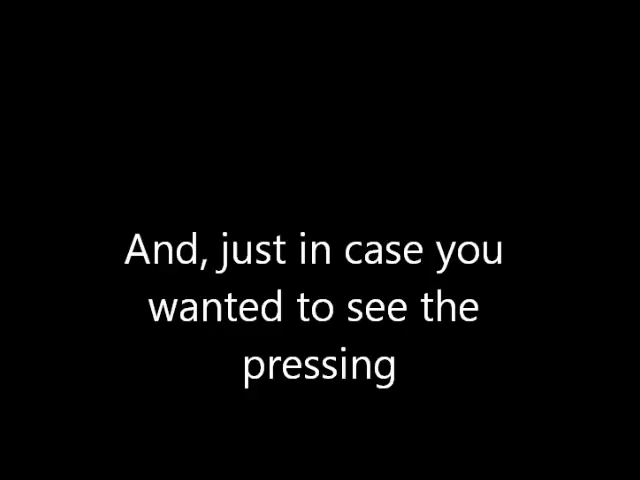 And, just in case you
wanted to see the
pressing